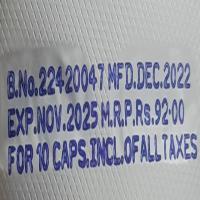 B.No.22420047 MFD.DEC.2022
EXP.NOV.2025 M.R.P.Rs.92.00
FOR 10 CAPS.INCL.OF ALL TAXES